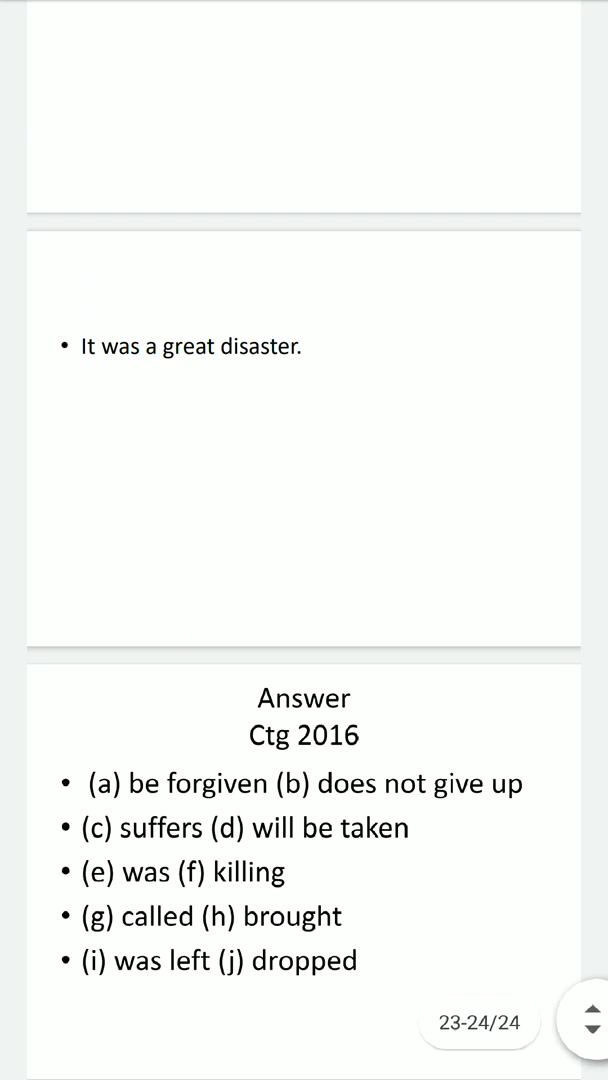 • It was a great disaster.
Answer
Ctg 2016
• (a) be forgiven (b) does not give up
• (c) suffers (d) will be taken
• (e) was (f) killing
• (g) called (h) brought
• (i) was left (j) dropped
23-24/24